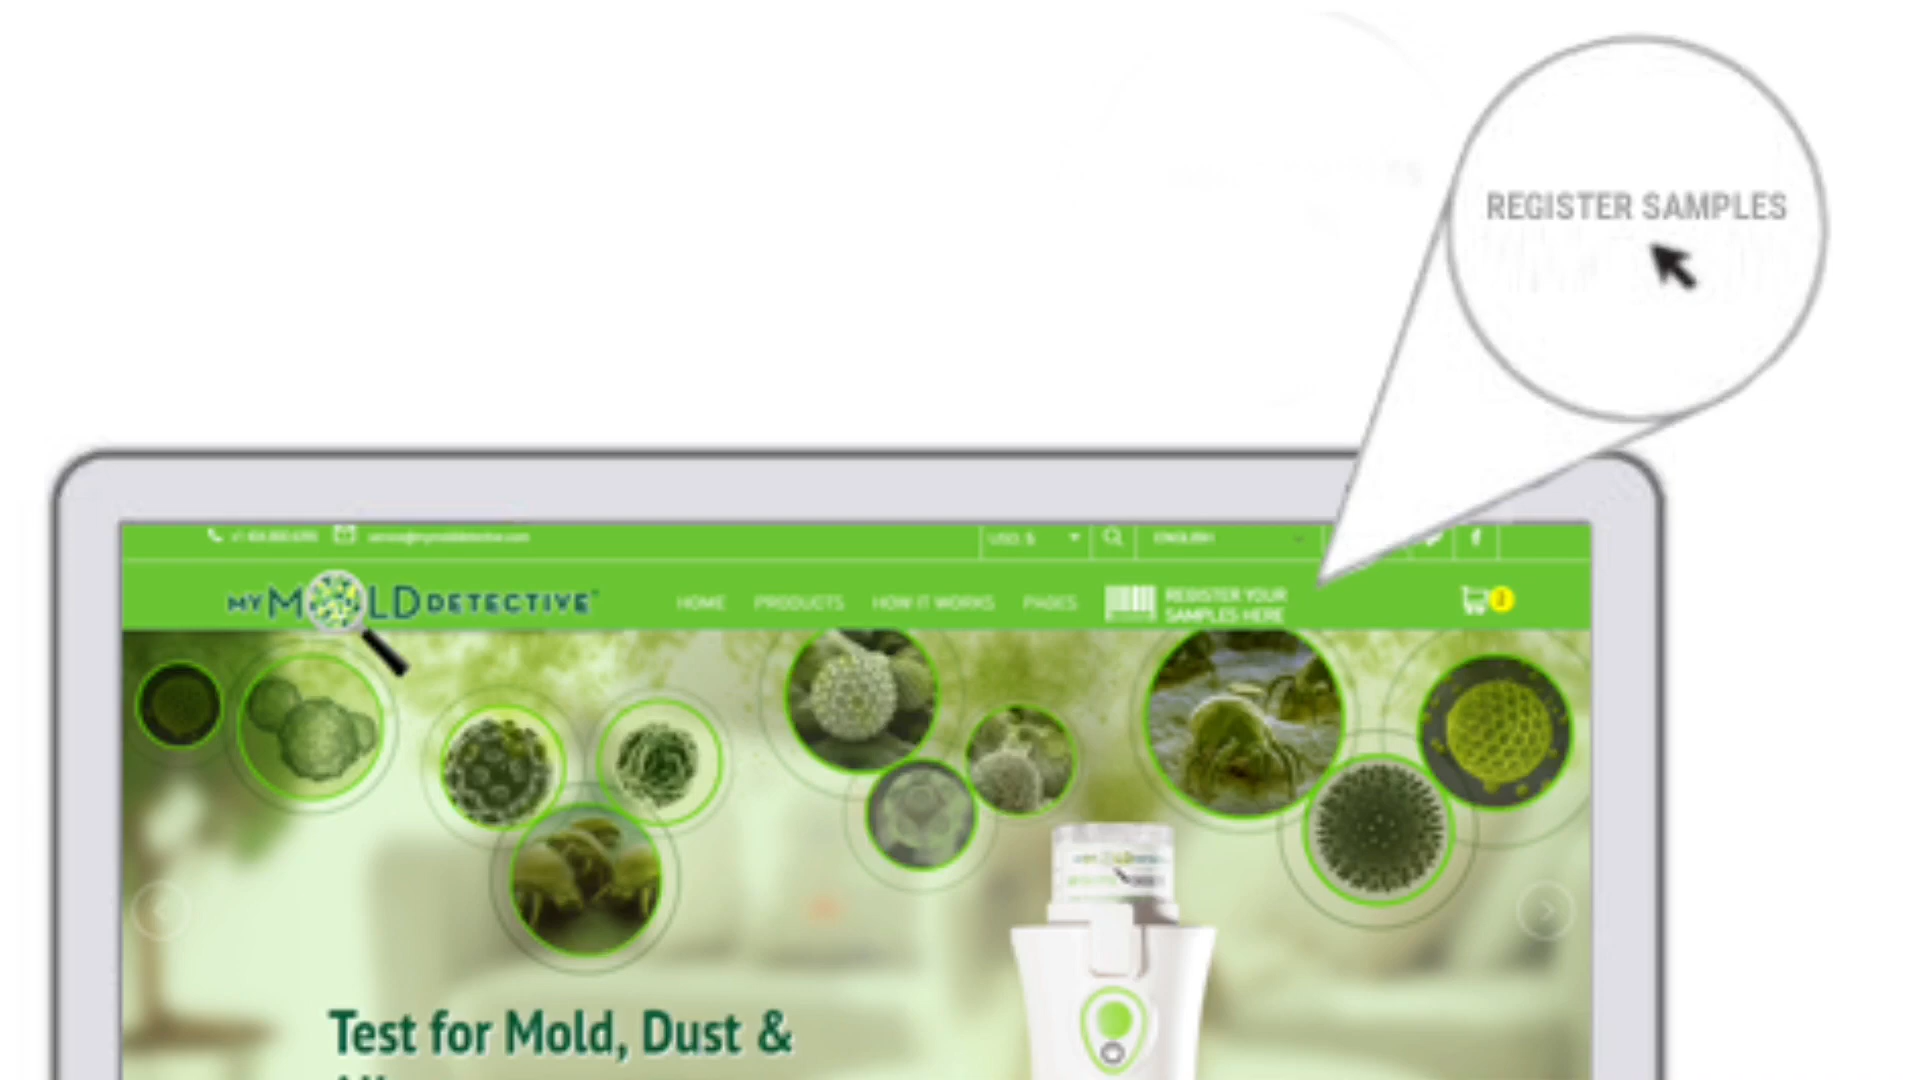 REGISTER SAMPLES
USD, $
ENGLISH
MY MOLD DETECTIVE
HOME PRODUCTS HOW IT WORKS PAGES
REGISTER YOUR
SAMPLES HERE
Test for Mold, Dust &